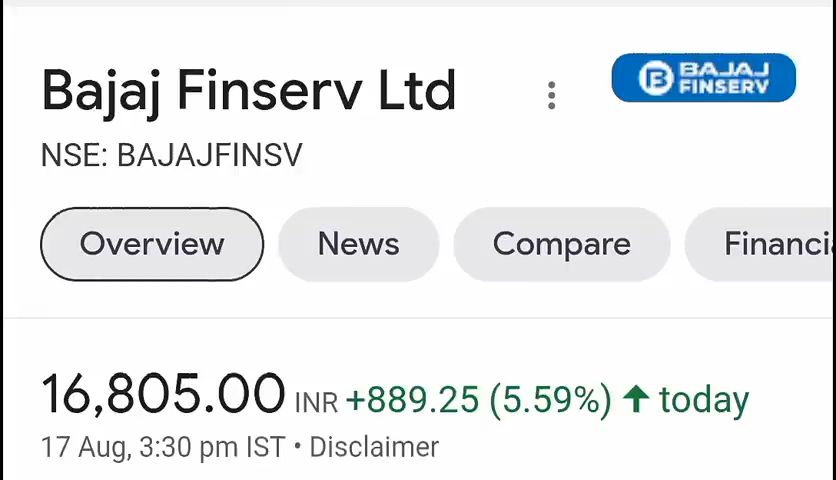 Bajaj Finserv Ltd
BAJAJ
FINSERV
NSE: BAJAJFINSV
Overview
News
Compare
Financi
16,805.00 INR +889.25 (5.59%) ↑ today
17 Aug, 3:30 pm IST • Disclaimer